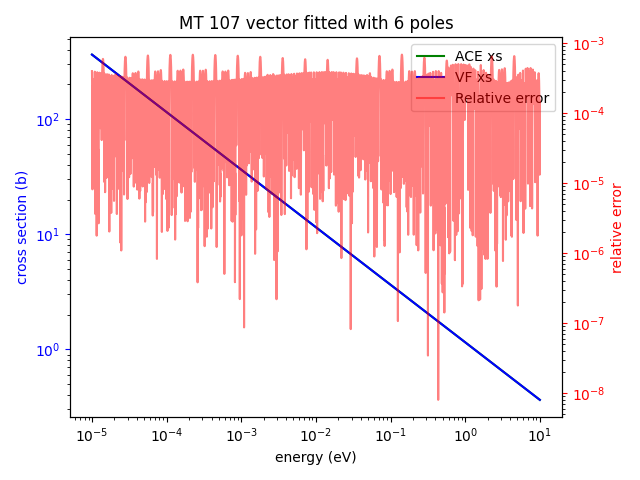 MT 107 vector fitted with 6 poles
ACE xs
VF xs
Relative error
cross section (b)
10² 10¹ 10⁰
10⁻³ 10⁻⁴ 10⁻⁵ 10⁻⁶ 10⁻⁷ 10⁻⁸
relative error
10⁻⁵ 10⁻⁴ 10⁻³ 10⁻² 10⁻¹ 10⁰ 10¹
energy (eV)